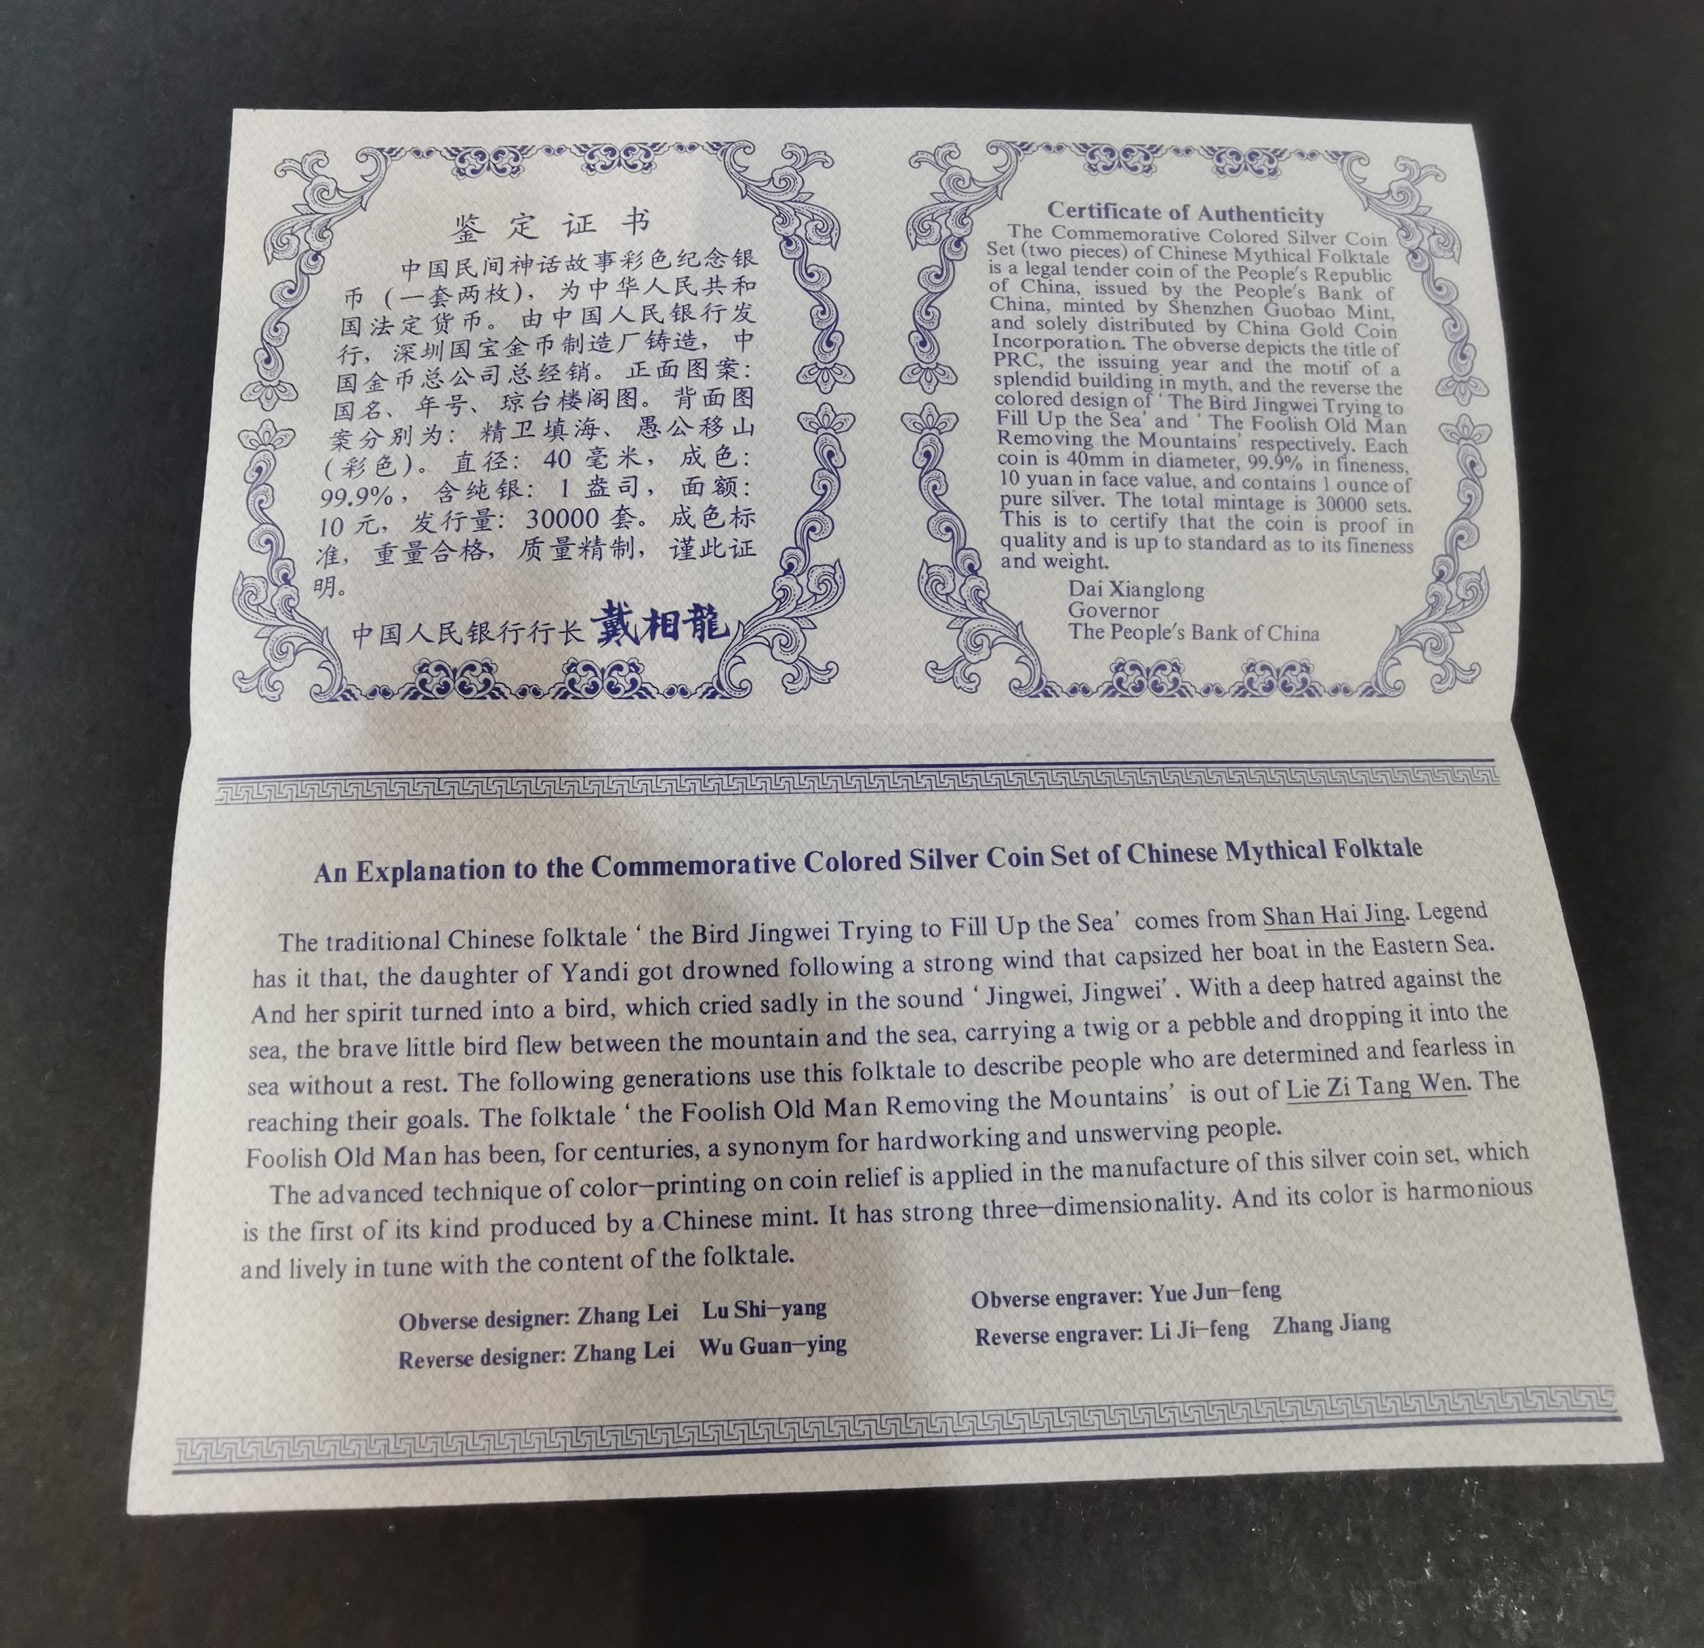 鉴定证书
中国民间神话故事彩色纪念银
币（一套两枚），为中华人民共和
国法定货币。由中国人民银行发
行，深圳国宝金币制造厂铸造，中
国金币总公司总经销。正面图案：
国名、年号、琼台楼阁图。背面图
案分别为：精卫填海、愚公移山
（彩色）。直径：40毫米，成色：
99.9%，含纯银：1盎司，面额：
10元，发行量：30000套。成色标
准，重量合格，质量精制，谨此证
明。
中国人民银行行长 戴相龍
Certificate of Authenticity
The Commemorative Colored Silver Coin
Set (two pieces) of Chinese Mythical Folktale
is a legal tender coin of the People's Republic
of China, issued by the People's Bank of
China, minted by Shenzhen Guobao Mint,
and solely distributed by China Gold Coin
Incorporation. The obverse depicts the title of
PRC, the issuing year and the motif of a
splendid building in myth, and the reverse the
colored design of ‘The Bird Jingwei Trying to
Fill Up the Sea’ and ‘The Foolish Old Man
Removing the Mountains’ respectively. Each
coin is 40mm in diameter, 99.9% in fineness,
10 yuan in face value, and contains 1 ounce of
pure silver. The total mintage is 30000 sets.
This is to certify that the coin is proof in
quality and is up to standard as to its fineness
and weight.
Dai Xianglong
Governor
The People's Bank of China
An Explanation to the Commemorative Colored Silver Coin Set of Chinese Mythical Folktale
The traditional Chinese folktale ‘the Bird Jingwei Trying to Fill Up the Sea’ comes from Shan Hai Jing. Legend
has it that, the daughter of Yandi got drowned following a strong wind that capsized her boat in the Eastern Sea.
And her spirit turned into a bird, which cried sadly in the sound ‘Jingwei, Jingwei’. With a deep hatred against the
sea, the brave little bird flew between the mountain and the sea, carrying a twig or a pebble and dropping it into the
sea without a rest. The following generations use this folktale to describe people who are determined and fearless in
reaching their goals. The folktale ‘the Foolish Old Man Removing the Mountains’ is out of Lie Zi Tang Wen. The
Foolish Old Man has been, for centuries, a synonym for hardworking and unswerving people.
The advanced technique of color-printing on coin relief is applied in the manufacture of this silver coin set, which
is the first of its kind produced by a Chinese mint. It has strong three-dimensionality. And its color is harmonious
and lively in tune with the content of the folktale.
Obverse designer: Zhang Lei Lu Shi-yang
Reverse designer: Zhang Lei Wu Guan-ying
Obverse engraver: Yue Jun-feng
Reverse engraver: Li Ji-feng Zhang Jiang